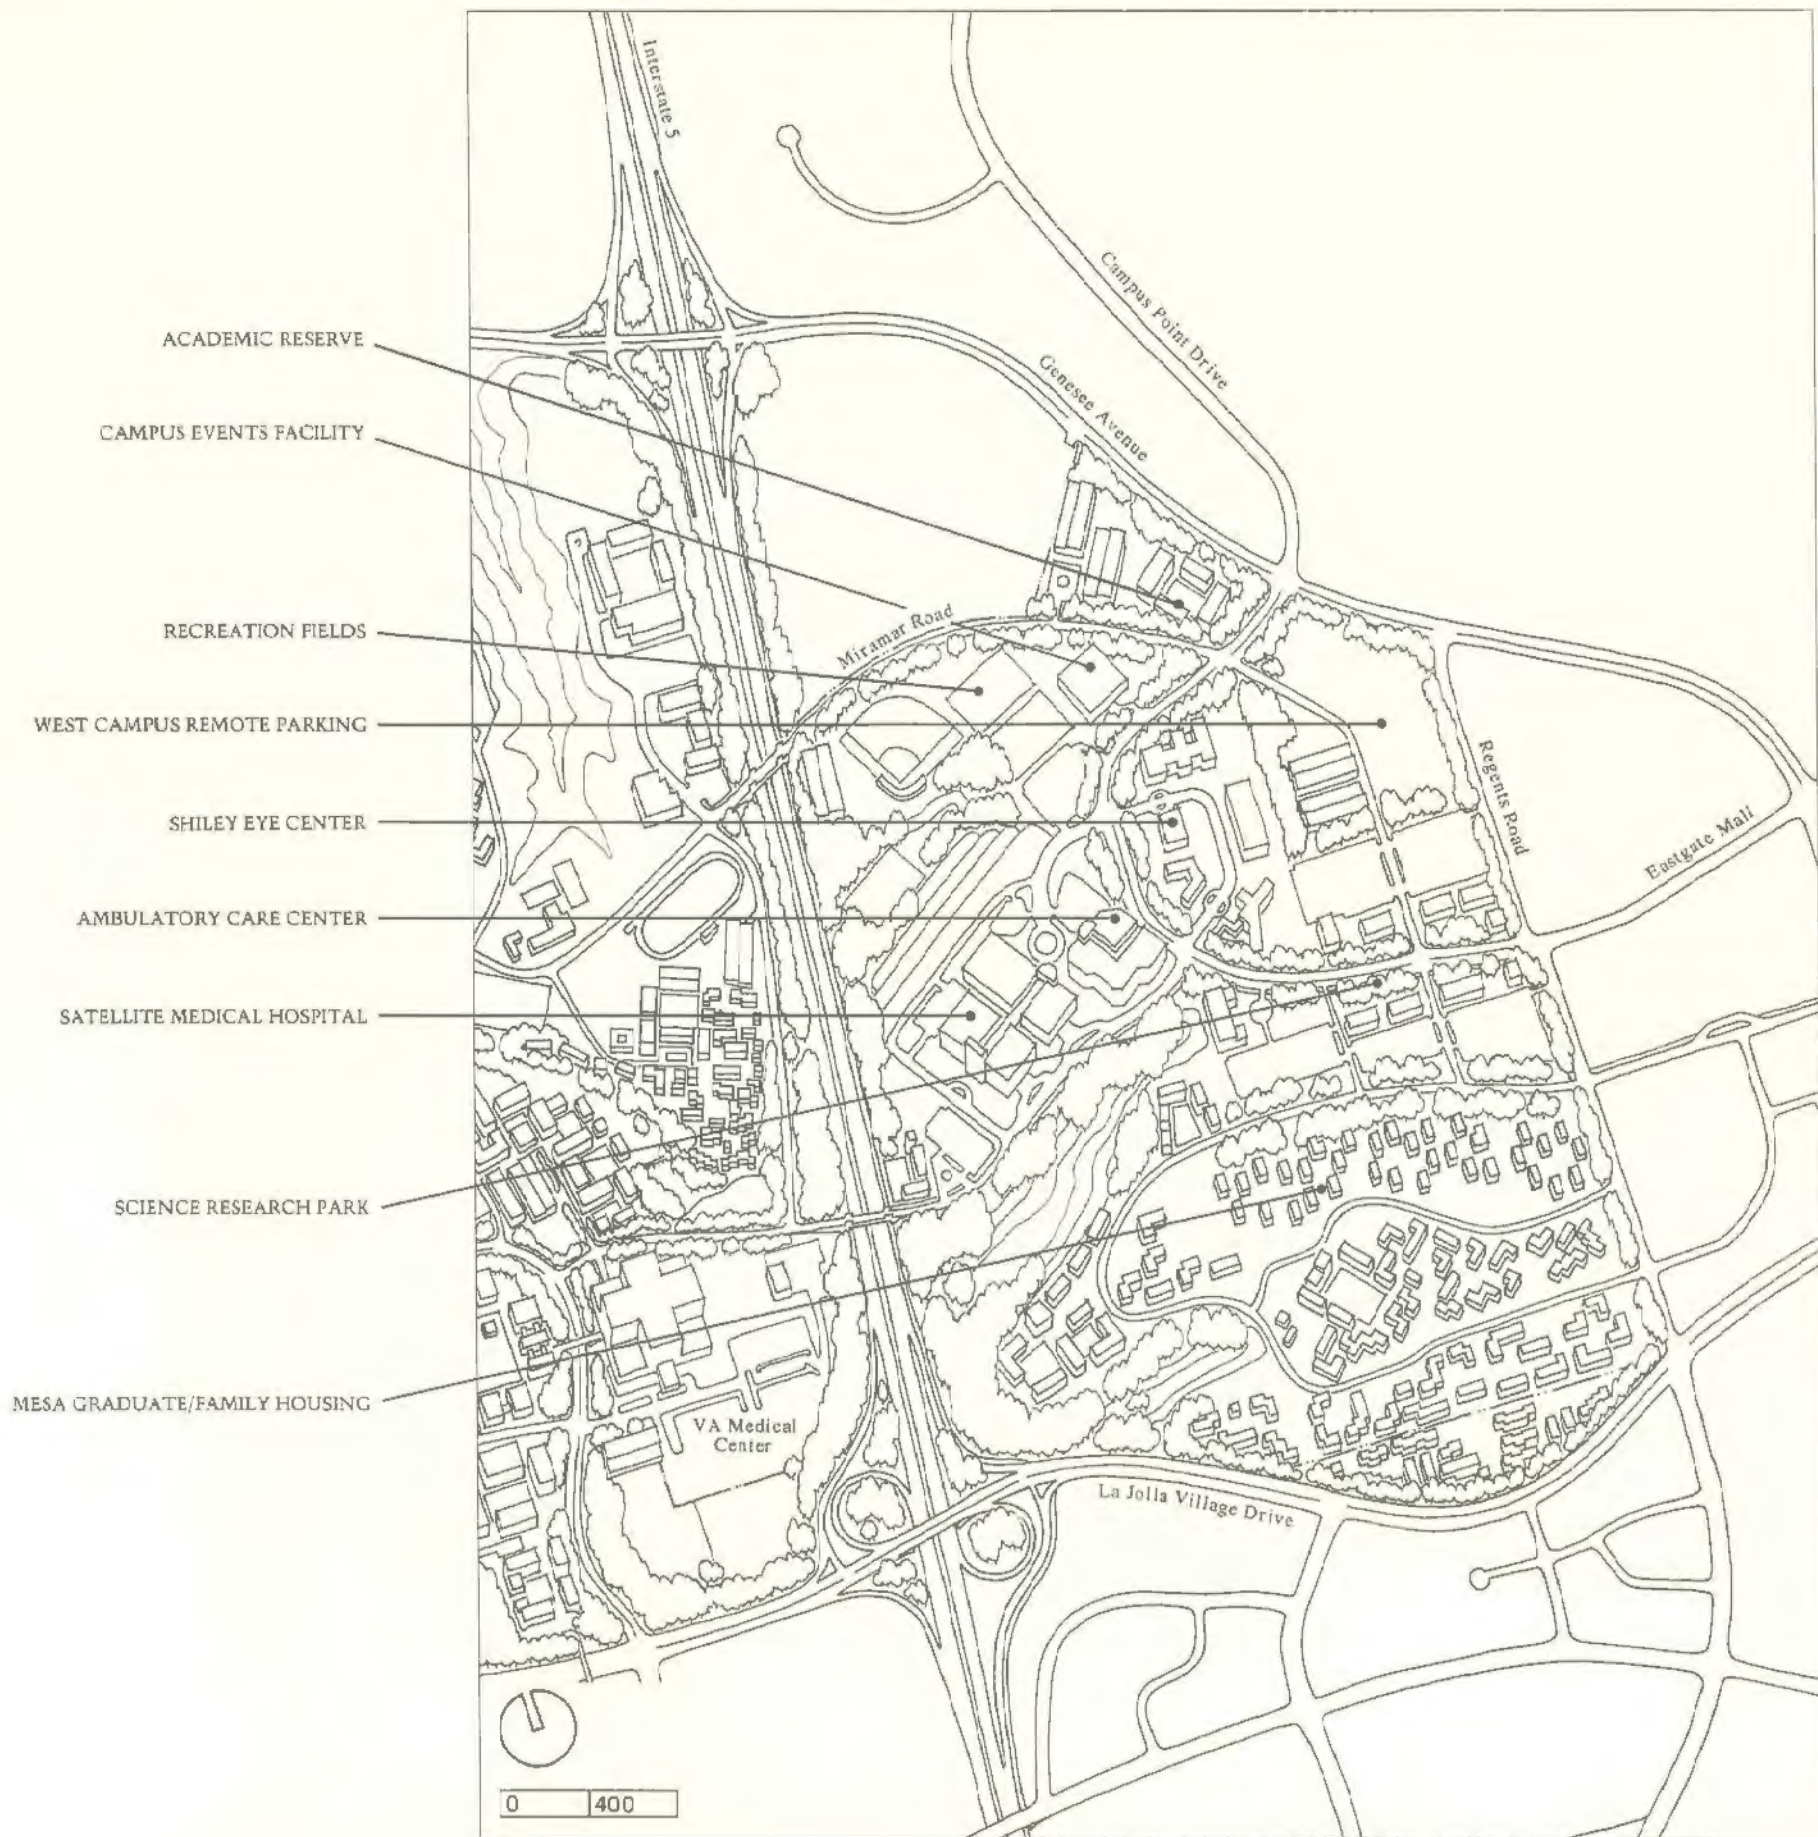 Interstate 5
Campus Point Drive
ACADEMIC RESERVE
Genesee Avenue
CAMPUS EVENTS FACILITY
RECREATION FIELDS
Miramar Road
WEST CAMPUS REMOTE PARKING
Regents Road
SHILEY EYE CENTER
Eastgate Mall
AMBULATORY CARE CENTER
SATELLITE MEDICAL HOSPITAL
SCIENCE RESEARCH PARK
MESA GRADUATE/FAMILY HOUSING
VA Medical
Center
La Jolla Village Drive
0 400